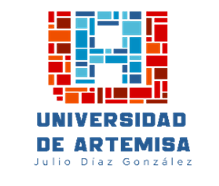 UNIVERSIDAD
DE ARTEMISA
Julio Díaz González